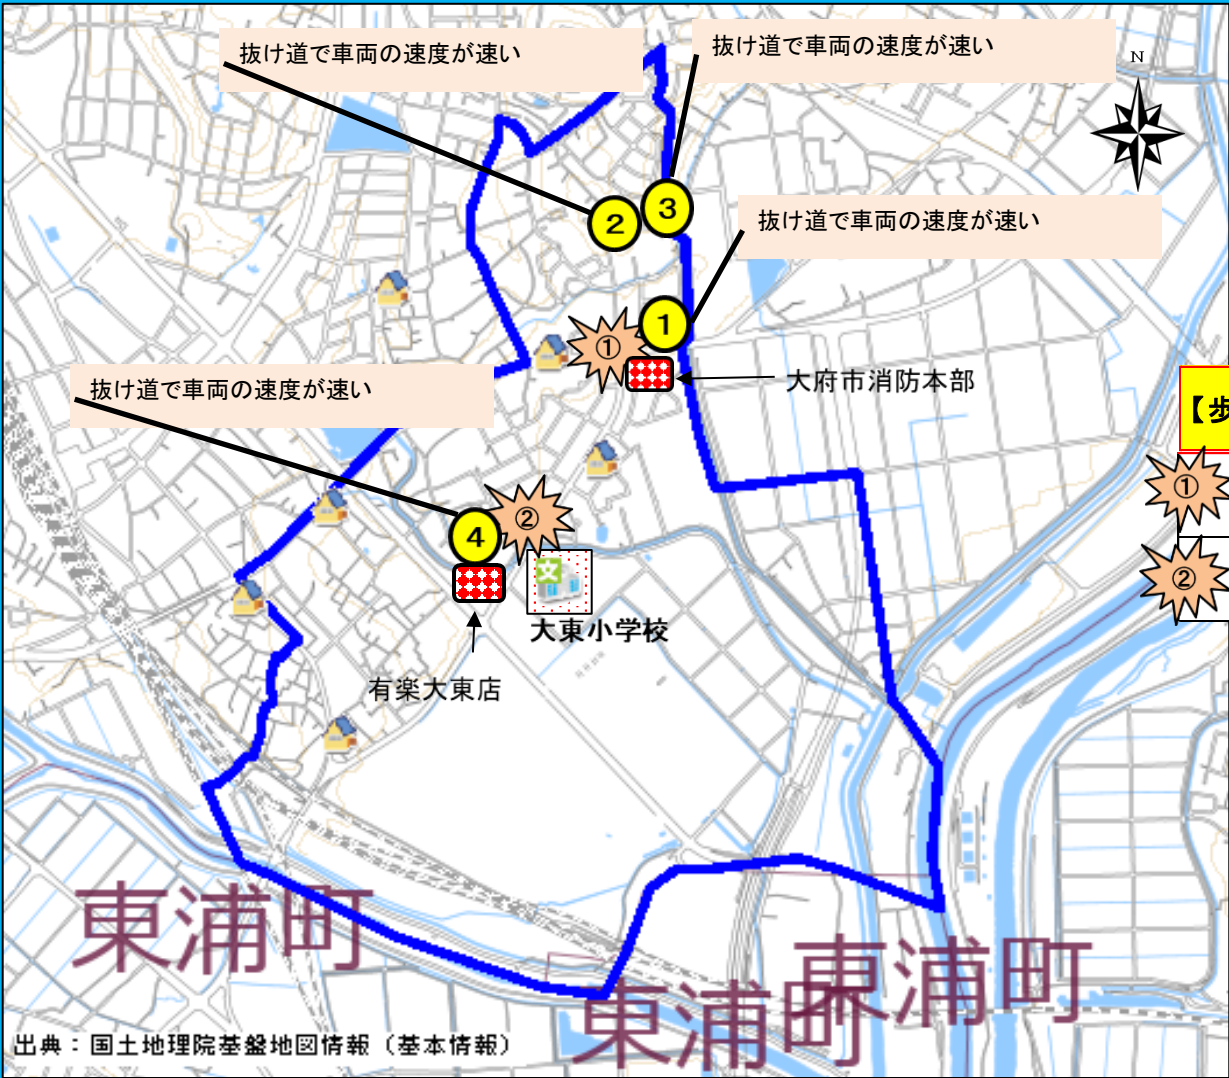 抜け道で車両の速度が速い
抜け道で車両の速度が速い
N
2
3
抜け道で車両の速度が速い
1
①
大府市消防本部
抜け道で車両の速度が速い
【歩
①
4
②
文
大東小学校
②
有楽大東店
東浦町
東浦町
東浦町
出典：国土地理院基盤地図情報（基本情報）